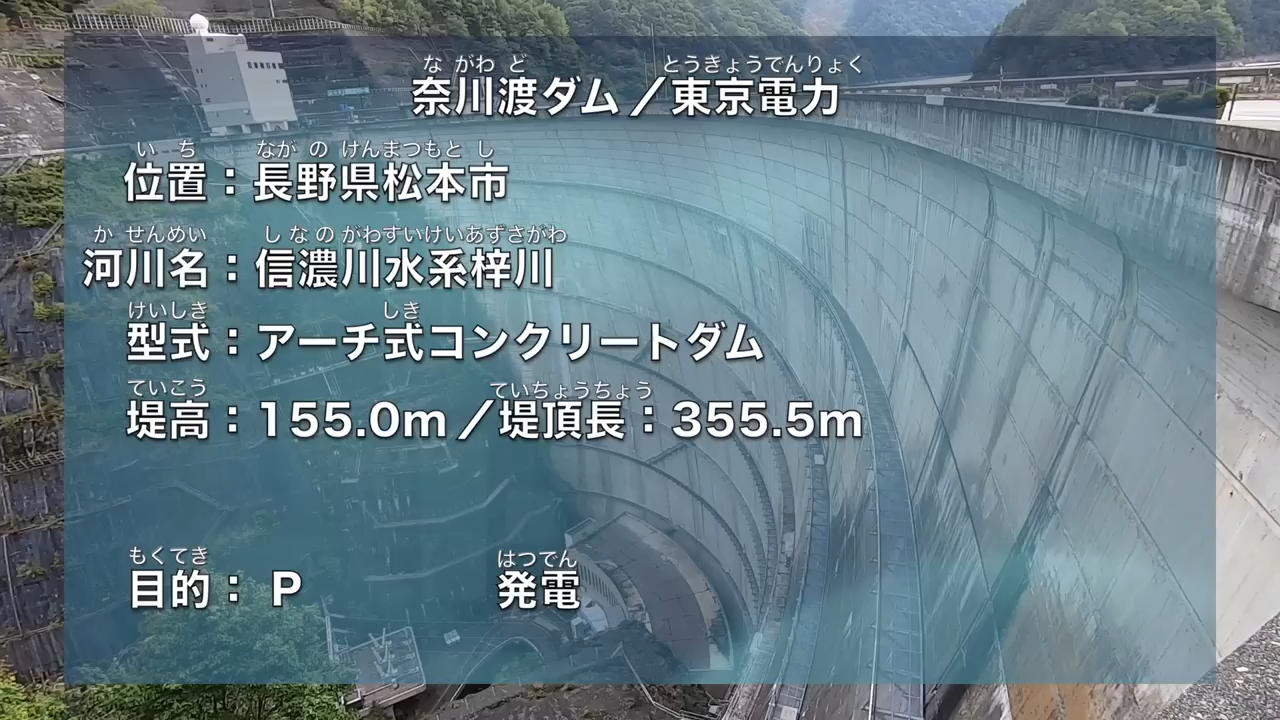 な がわ ど とうきょうでんりょく
奈川渡ダム／東京電力
い ち なが の けんまつもと し
位置：長野県松本市
か せんめい し な の がわすいけいあずさがわ
河川名：信濃川水系梓川
けいしき しき
型式：アーチ式コンクリートダム
ていこう ていちょうちょう
堤高：155.0m／堤頂長：355.5m
もくてき はつでん
目的： P 発電